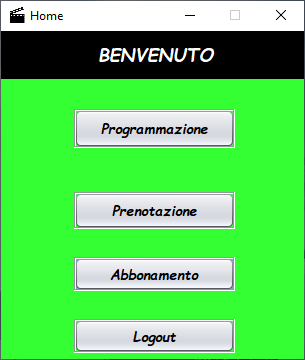 Home
BENVENUTO
Programmazione
Prenotazione
Abbonamento
Logout